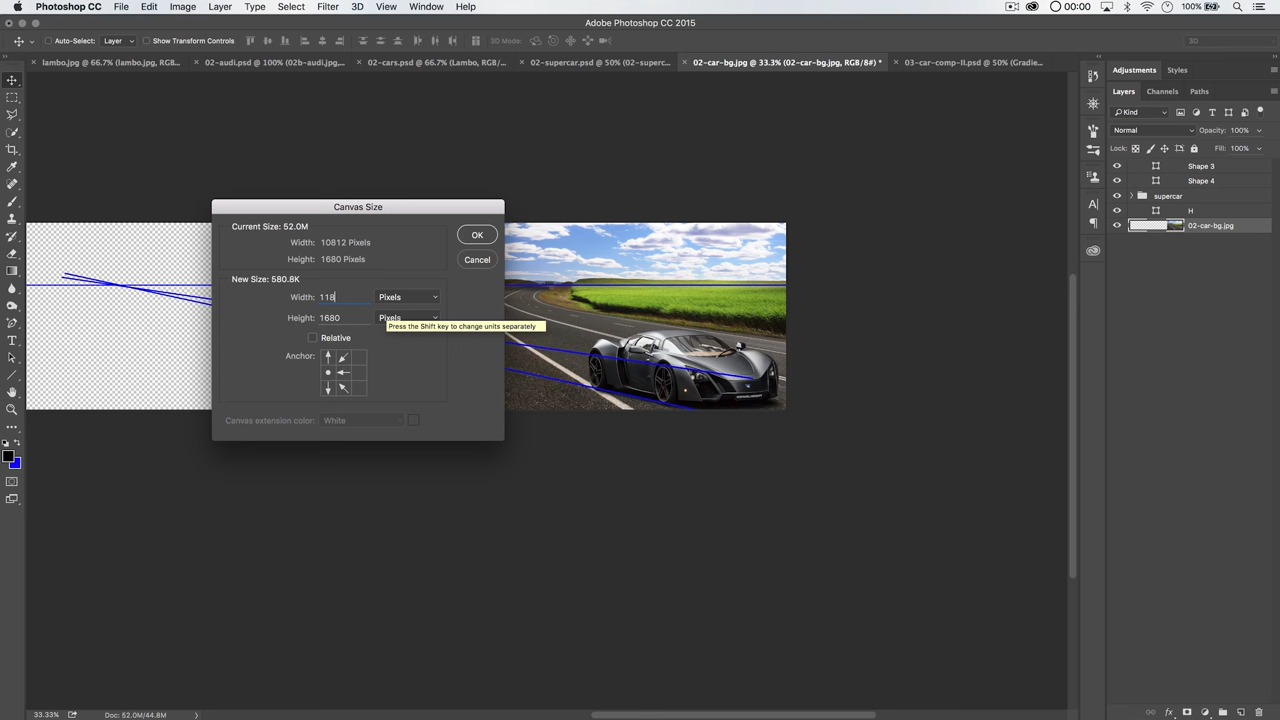 Photoshop CC File Edit Image Layer Type Select Filter 3D View Window Help 00:00 100%
Adobe Photoshop CC 2015
Auto-Select: Layer Show Transform Controls 3D Mode: 3D
lambo.jpg @ 66.7% (lambo.jpg, RGB... 02-audi.psd @ 100% (02b-audi.jpg,... 02-cars.psd @ 66.7% (Lambo, RGB/... 02-supercar.psd @ 50% (02-superc... 02-car-bg.jpg @ 33.3% (02-car-bg.jpg, RGB/8#) * 03-car-comp-II.psd @ 50% (Gradie...
Adjustments Styles
Layers Channels Paths
Kind
Normal Opacity: 100%
Lock: Fill: 100%
Shape 3
Shape 4
supercar
H
02-car-bg.jpg
Canvas Size
Current Size: 52.0M
Width: 10812 Pixels
Height: 1680 Pixels
OK
Cancel
New Size: 580.8K
Width: 118 Pixels
Height: 1680 Pixels
Press the Shift key to change units separately
Relative
Anchor:
Canvas extension color: White
33.33% Doc: 52.0M/44.8M